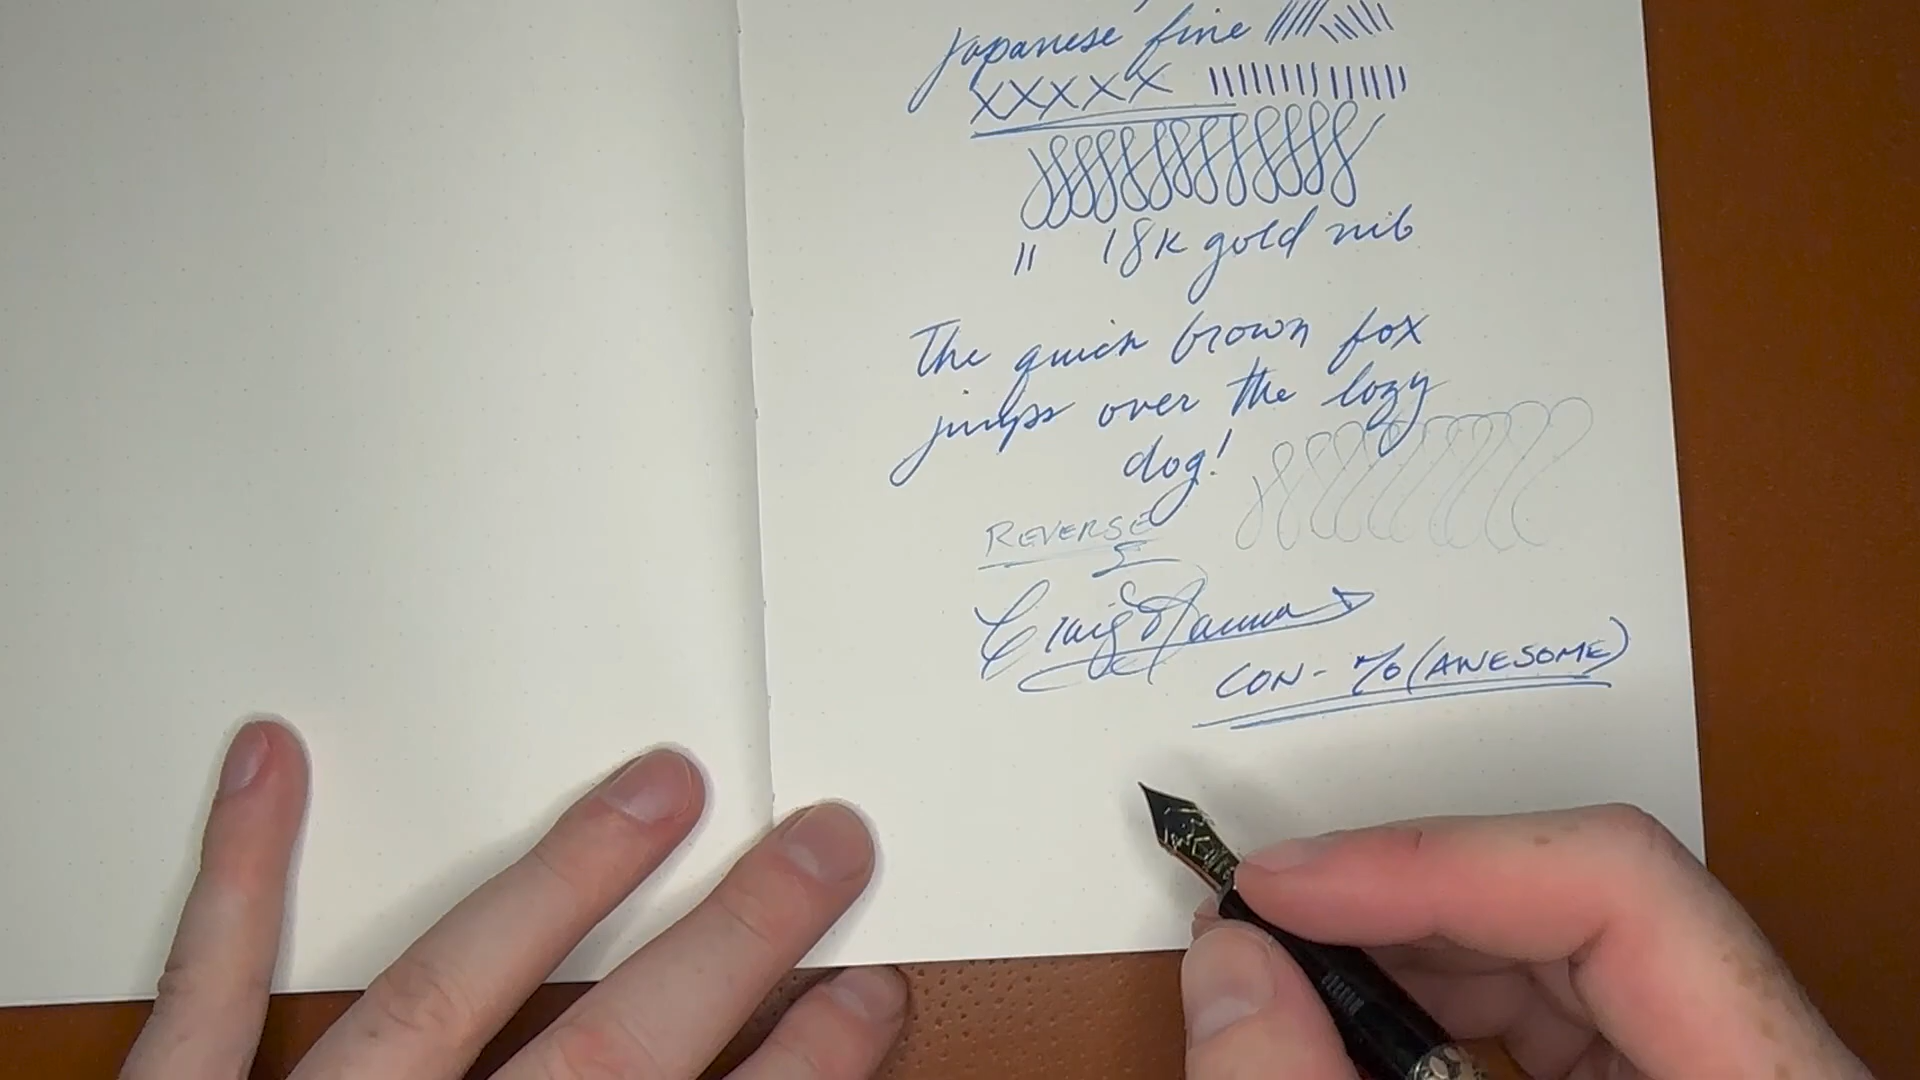 Japanese fine
XXXXX
18K gold nib
The quick brown fox
jumps over the lazy
dog!
REVERSE
Craig
CON-70 (AWESOME)